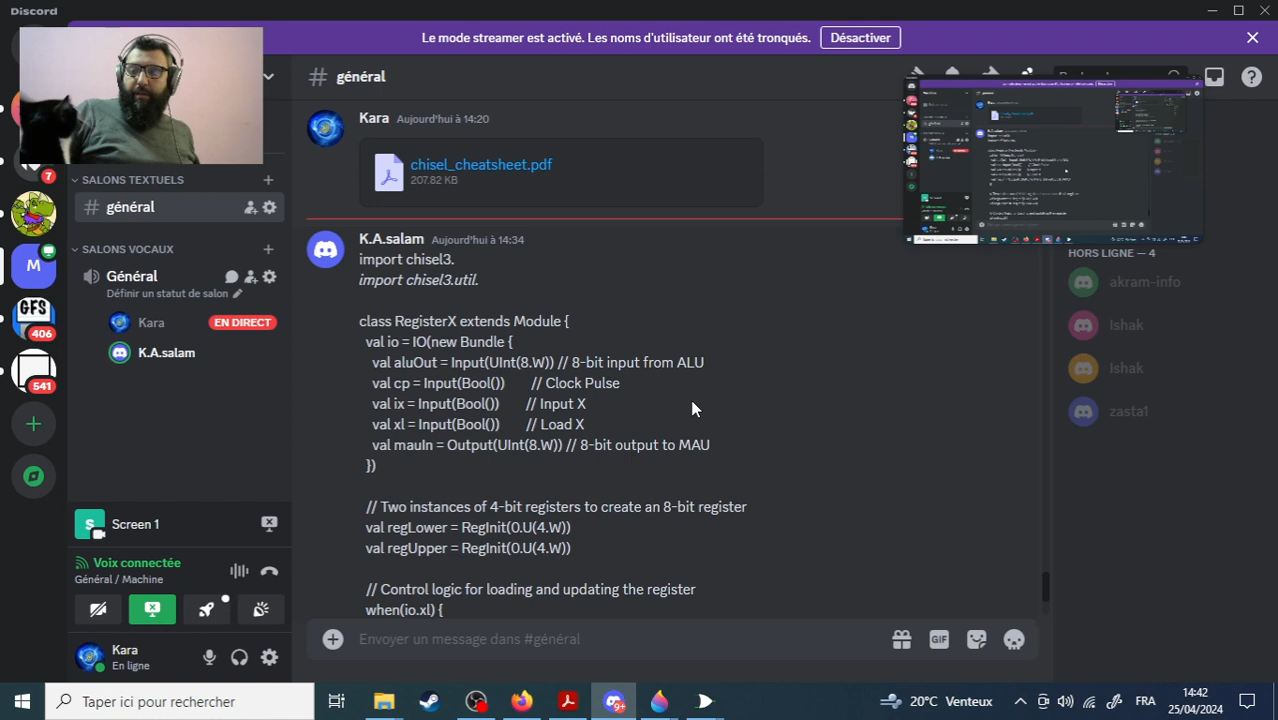 Discord
Le mode streamer est activé. Les noms d'utilisateur ont été tronqués.
Désactiver
général
SALONS TEXTUELS
général
SALONS VOCAUX
Général
Définir un statut de salon
Kara
EN DIRECT
K.A.salam
7
M
GFS
406
541
Screen 1
Voix connectée
Général / Machine
Kara
En ligne
Kara Aujourd'hui à 14:20
chisel_cheatsheet.pdf
207.82 KB
K.A.salam Aujourd'hui à 14:34
import chisel3.
import chisel3.util.
class RegisterX extends Module {
val io = IO(new Bundle {
val aluOut = Input(UInt(8.W)) // 8-bit input from ALU
val cp = Input(Bool()) // Clock Pulse
val ix = Input(Bool()) // Input X
val xl = Input(Bool()) // Load X
val mauIn = Output(UInt(8.W)) // 8-bit output to MAU
})
// Two instances of 4-bit registers to create an 8-bit register
val regLower = RegInit(0.U(4.W))
val regUpper = RegInit(0.U(4.W))
// Control logic for loading and updating the register
when(io.xl) {
Envoyer un message dans #général
GIF
HORS LIGNE — 4
akram-info
Ishak
Ishak
zasta1
Taper ici pour rechercher
9+
20°C Venteux
FRA
14:42
25/04/2024